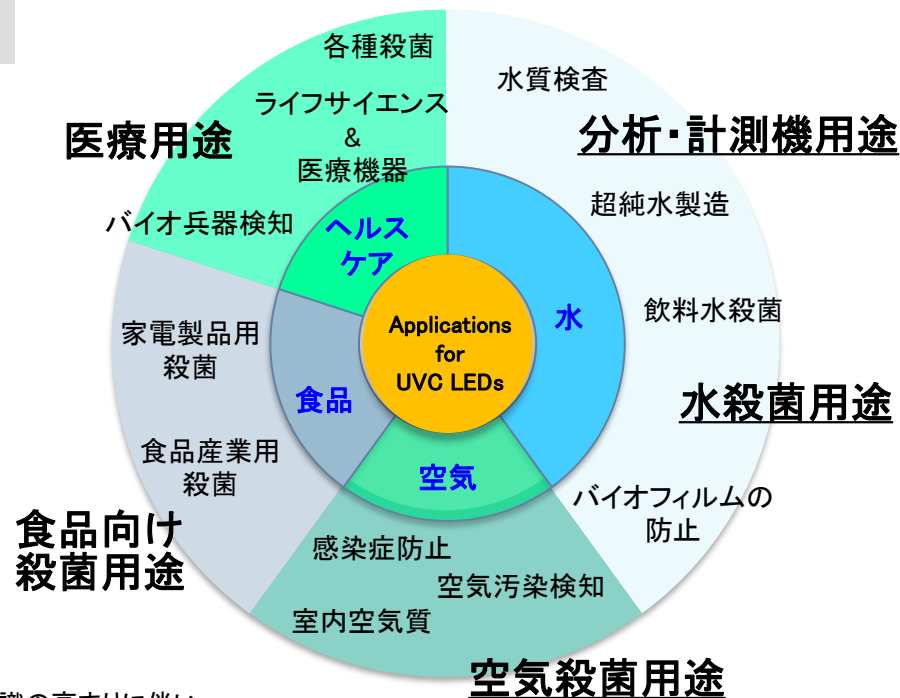 各種殺菌
ライフサイエンス
&
医療機器
医療用途
バイオ兵器検知
ヘルス
ケア
水質検査
分析・計測機用途
超純水製造
飲料水殺菌
水
水殺菌用途
バイオフィルムの
防止
Applications
for
UVC LEDs
家電製品用
殺菌
食品
食品産業用
殺菌
食品向け
殺菌用途
空気
感染症防止
空気汚染検知
室内空気質
空気殺菌用途